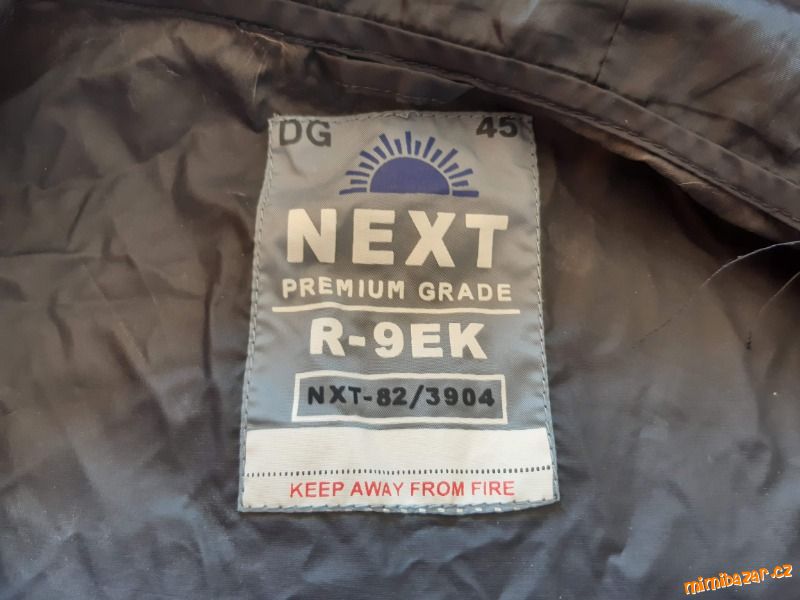 DG 45
NEXT
PREMIUM GRADE
R-9EK
NXT-82/3904
KEEP AWAY FROM FIRE
mimibazar.cz